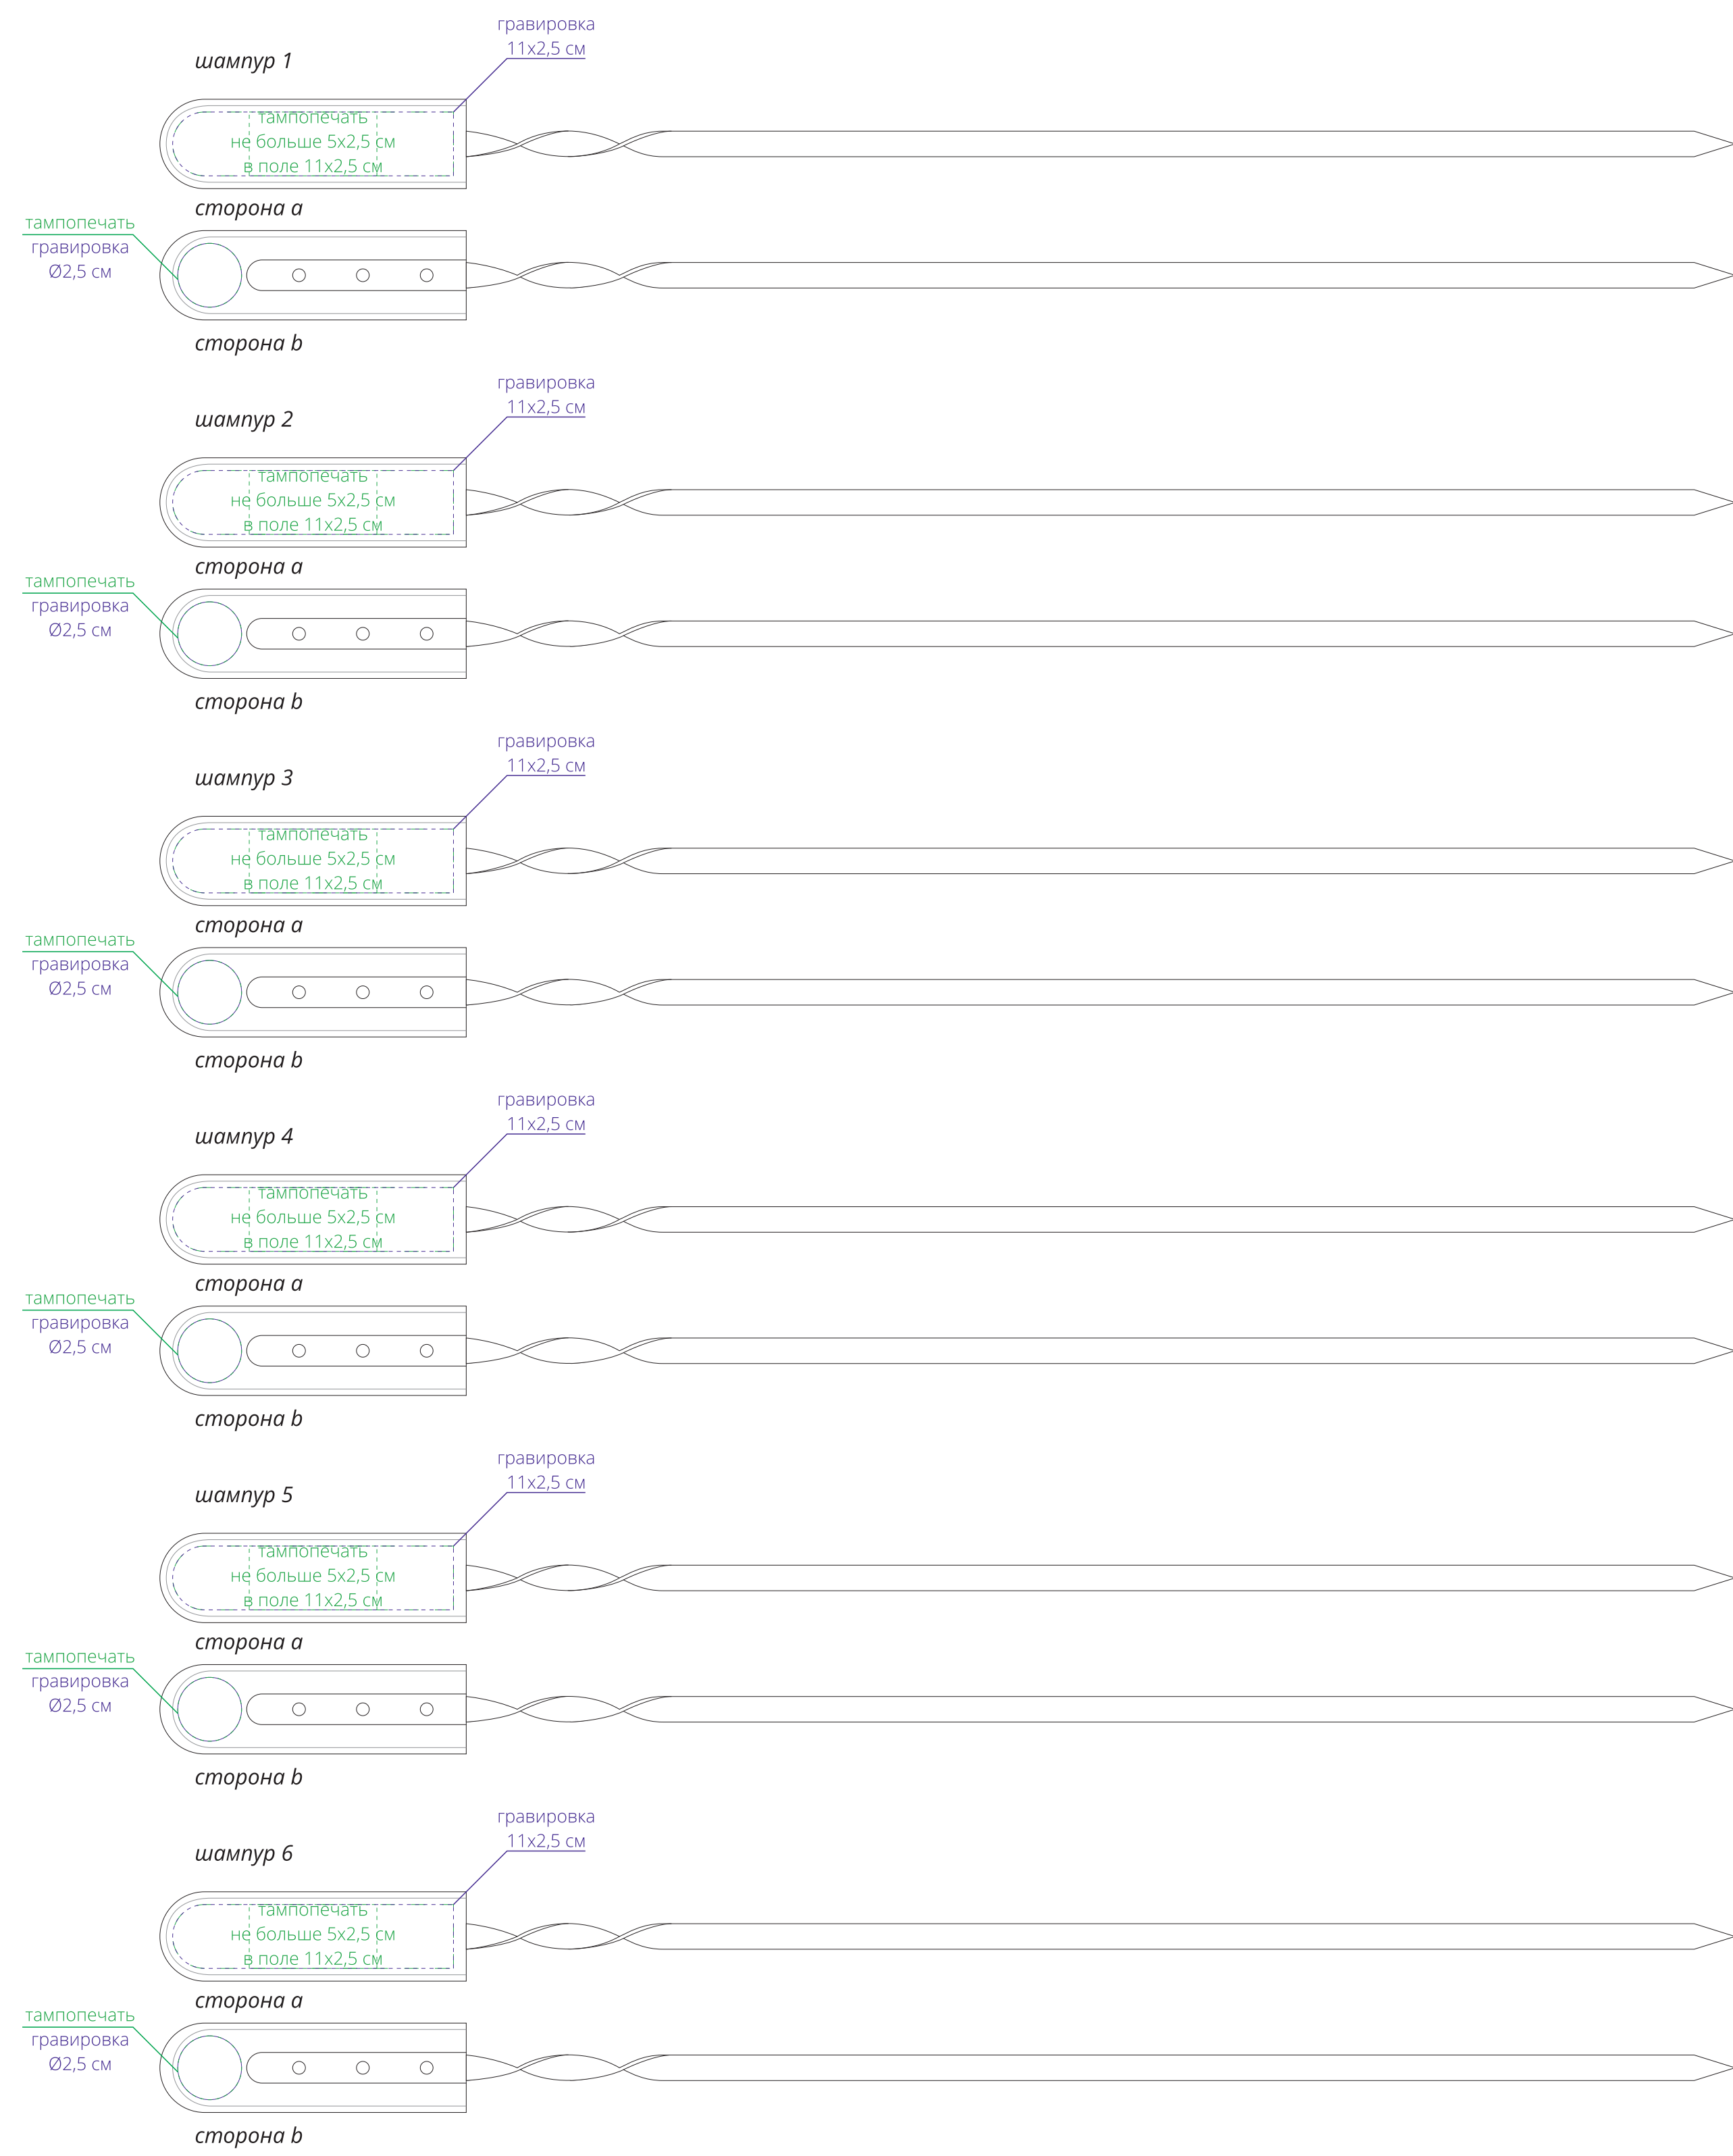 гравировка
11х2,5 см
шампур 1
тампопечать
не больше 5х2,5 см
в поле 11х2,5 см
сторона a
тампопечать
гравировка
Ø2,5 см
сторона b
гравировка
11х2,5 см
шампур 2
тампопечать
не больше 5х2,5 см
в поле 11х2,5 см
сторона a
тампопечать
гравировка
Ø2,5 см
сторона b
гравировка
11х2,5 см
шампур 3
тампопечать
не больше 5х2,5 см
в поле 11х2,5 см
сторона a
тампопечать
гравировка
Ø2,5 см
сторона b
гравировка
11х2,5 см
шампур 4
тампопечать
не больше 5х2,5 см
в поле 11х2,5 см
сторона a
тампопечать
гравировка
Ø2,5 см
сторона b
гравировка
11х2,5 см
шампур 5
тампопечать
не больше 5х2,5 см
в поле 11х2,5 см
сторона a
тампопечать
гравировка
Ø2,5 см
сторона b
гравировка
11х2,5 см
шампур 6
тампопечать
не больше 5х2,5 см
в поле 11х2,5 см
сторона a
тампопечать
гравировка
Ø2,5 см
сторона b